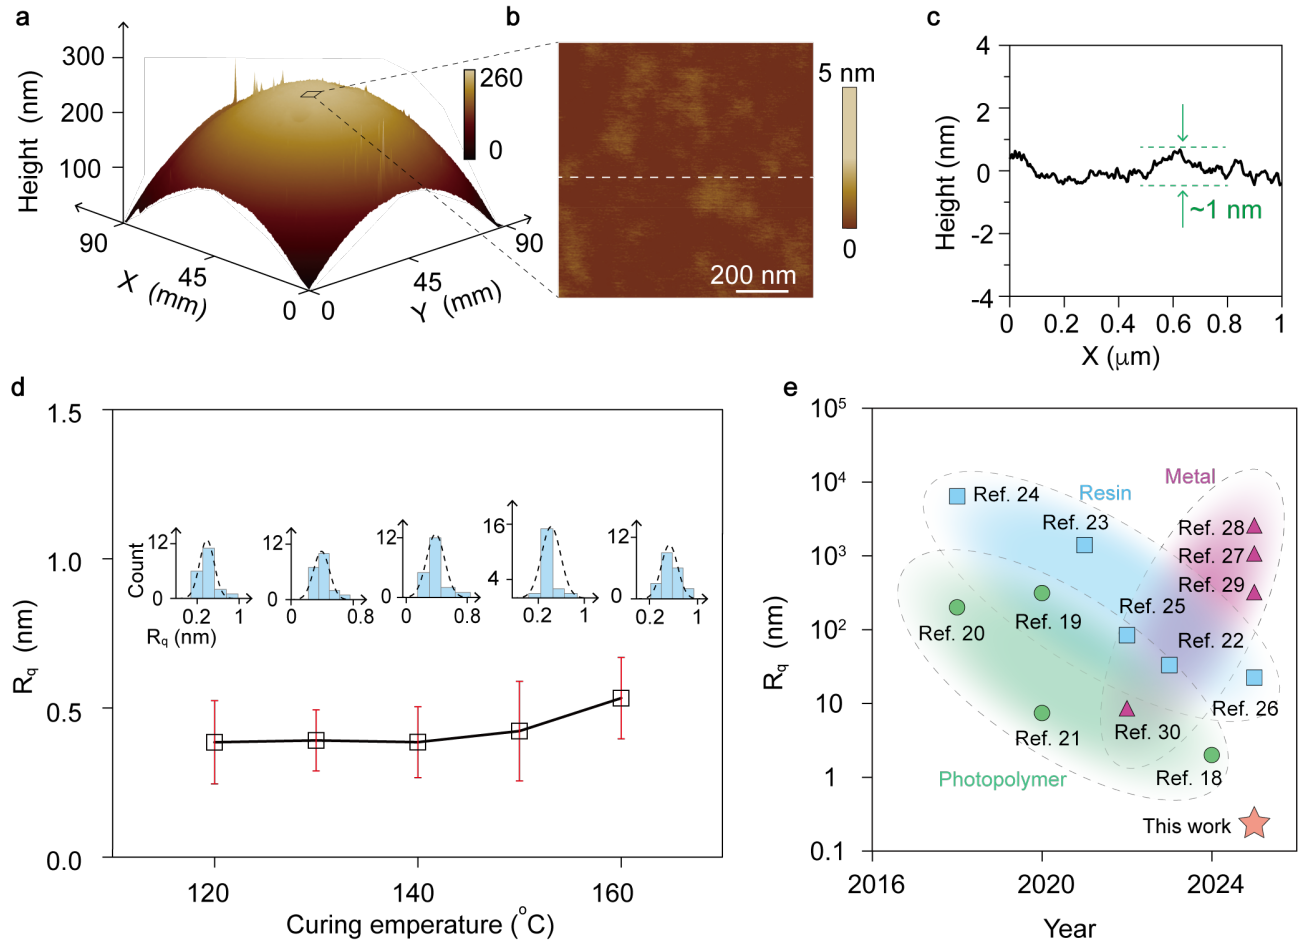 a
Height (nm)
300
200
100
260
0
90
45
0
X (mm)
0
45
90
Y (mm)
b
5 nm
0
200 nm
c
Height (nm)
4
2
0
-2
-4
~1 nm
0
0.2
0.4
0.6
0.8
1
X (μm)
d
Rq (nm)
1.5
1.0
0.5
0.0
Count
12
0
0.2
1
Rq (nm)
12
0
0
0.8
12
0
0
0.8
16
4
0.2
1
12
0
0.2
1
120
140
160
Curing emperature (°C)
e
Rq (nm)
10⁵
10⁴
10³
10²
10
1
0.1
Metal
Resin
Photopolymer
Ref. 24
Ref. 23
Ref. 28
Ref. 27
Ref. 29
Ref. 25
Ref. 19
Ref. 20
Ref. 22
Ref. 26
Ref. 21
Ref. 30
Ref. 18
This work
2016
2020
2024
Year